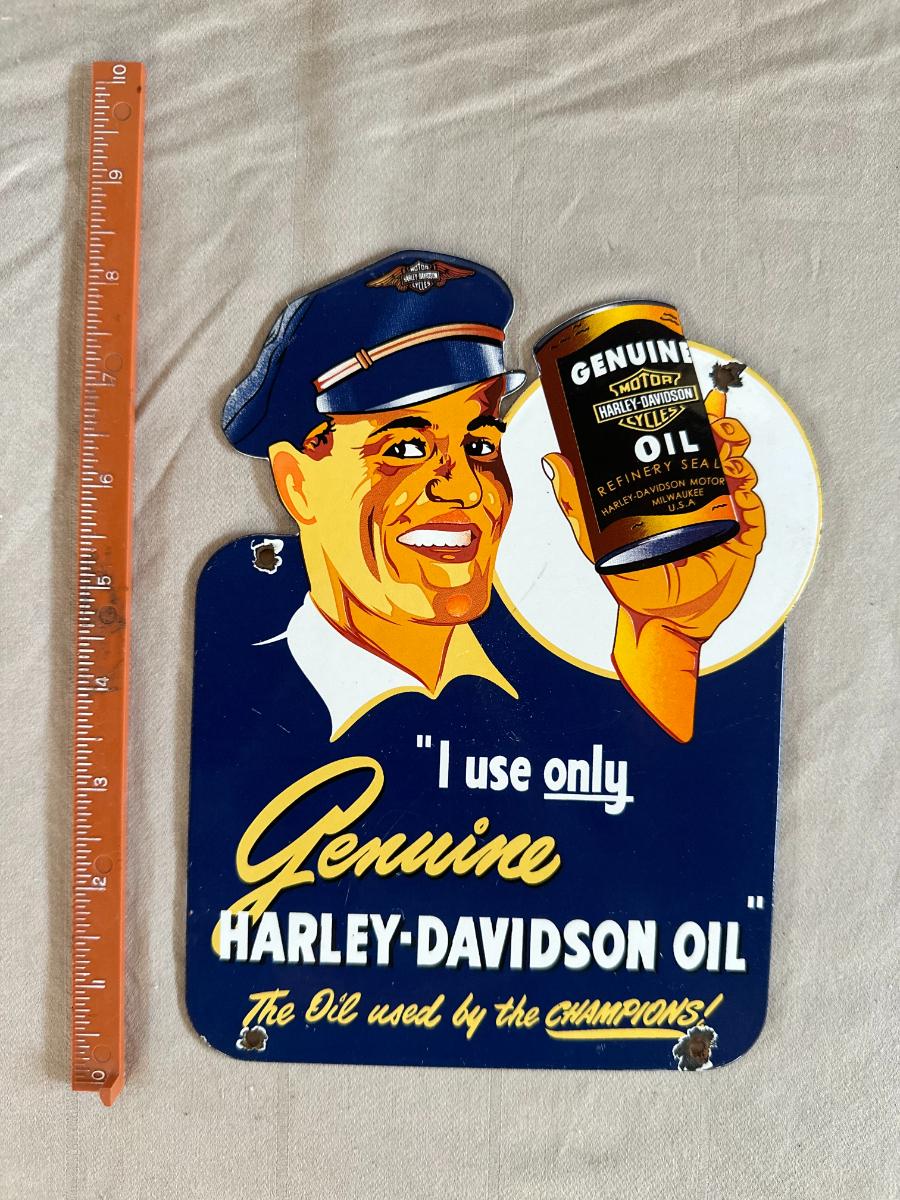 10
9
8
7
6
5
4
3
2
1
0
MOTOR
HARLEY-DAVIDSON
CYCLES
GENUINE
MOTOR
HARLEY-DAVIDSON
CYCLES
OIL
REFINERY SEAL
HARLEY-DAVIDSON MOTOR
MILWAUKEE
U.S.A
"I use only
Genuine
HARLEY-DAVIDSON OIL"
The Oil used by the CHAMPIONS!